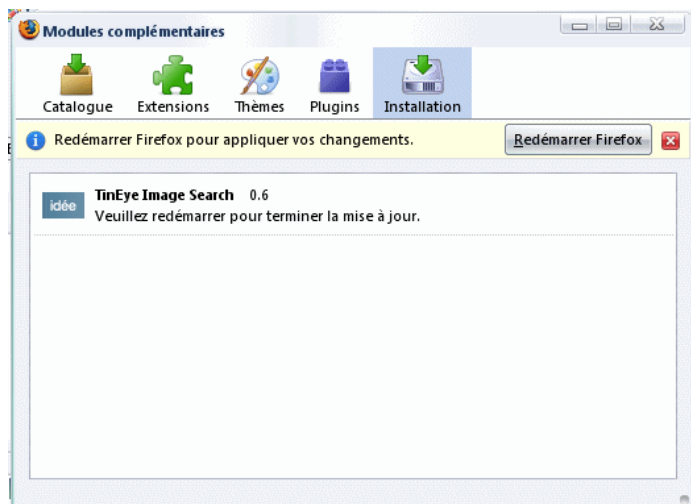 Modules complémentaires
Catalogue Extensions Thèmes Plugins Installation
Redémarrer Firefox pour appliquer vos changements. Redémarrer Firefox
idée TinEye Image Search 0.6
Veuillez redémarrer pour terminer la mise à jour.